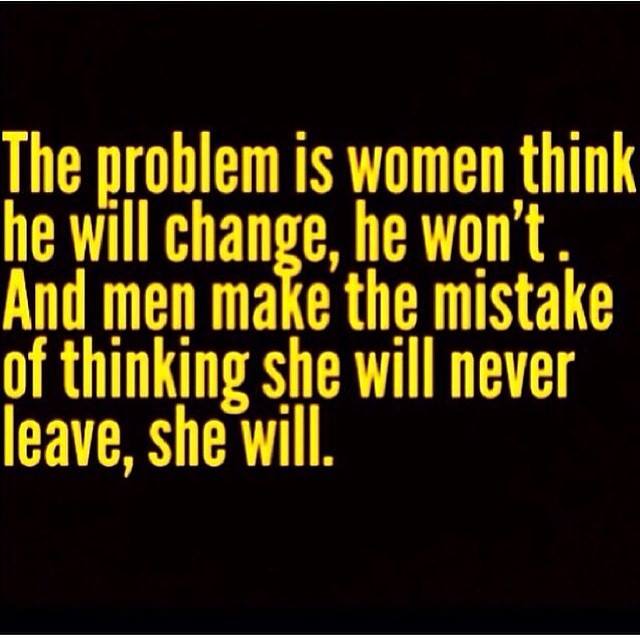 The problem is women think
he will change, he won't .
And men make the mistake
of thinking she will never
leave, she will.